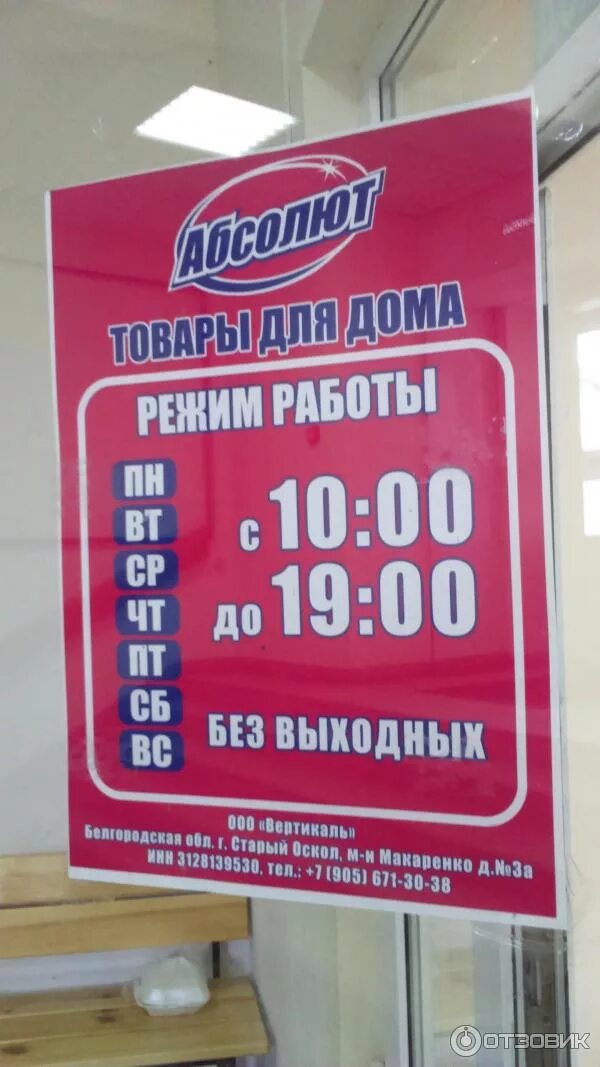 Абсолют
ТОВАРЫ ДЛЯ ДОМА
РЕЖИМ РАБОТЫ
ПН
ВТ
СР
ЧТ
ПТ
СБ
ВС
с 10:00
до 19:00
БЕЗ ВЫХОДНЫХ
ООО «Вертикаль»
Белгородская обл. г. Старый Оскол, м-н Макаренко д.№3а
ИНН 3128139530, тел.: +7 (905) 671-30-38
ОТЗОВИК